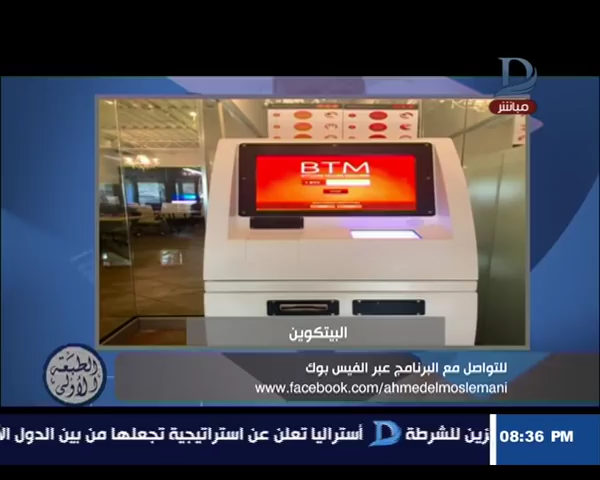 مباشر
BTM
البيتكوين
للتواصل مع البرنامج عبر الفيس بوك
www.facebook.com/ahmedelmoslemani
الطبعة
الأولى
زين للشرطة
أستراليا تعلن عن استراتيجية تجعلها من بين الدول
08:36 PM